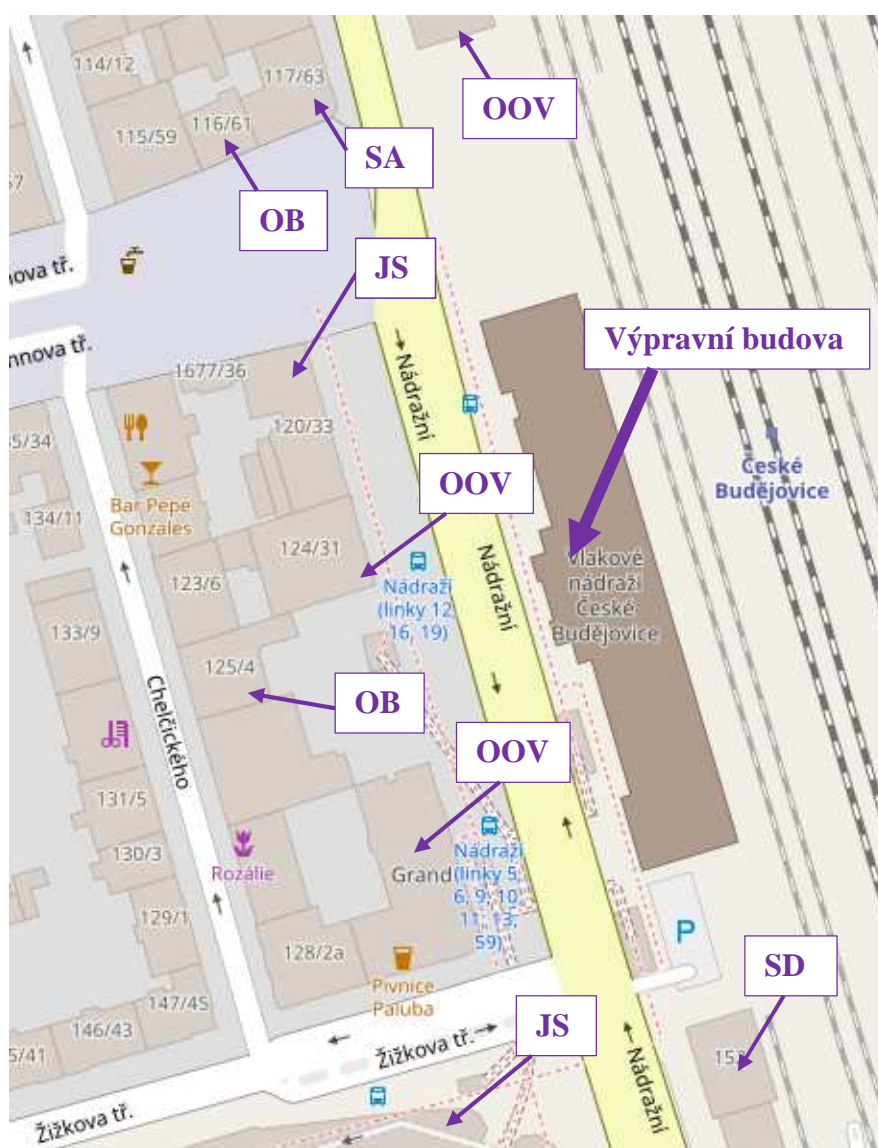 114/12
117/63
OOV
115/59
116/61
SA
OB
nova tř.
JS
nnova tř.
Nádražní
Výpravní budova
1677/36
120/33
5/34
České
Budějovice
134/11
Bar Pepe
Gonzales
OOV
124/31
Nádražní
Vlakové
nádraží
České
Budějovice
123/6
Nádraží
(linky 12,
16, 19)
133/9
125/4
Chelčického
OB
OOV
131/5
130/3
Rozálie
Grand
Nádraží
(linky 5,
6, 9, 10,
11, 13,
59)
P
129/1
128/2a
Pivnice
Paluba
SD
147/45
146/43
5/41
JS
Žižkova tř.
Nádražní
Žižkova tř.